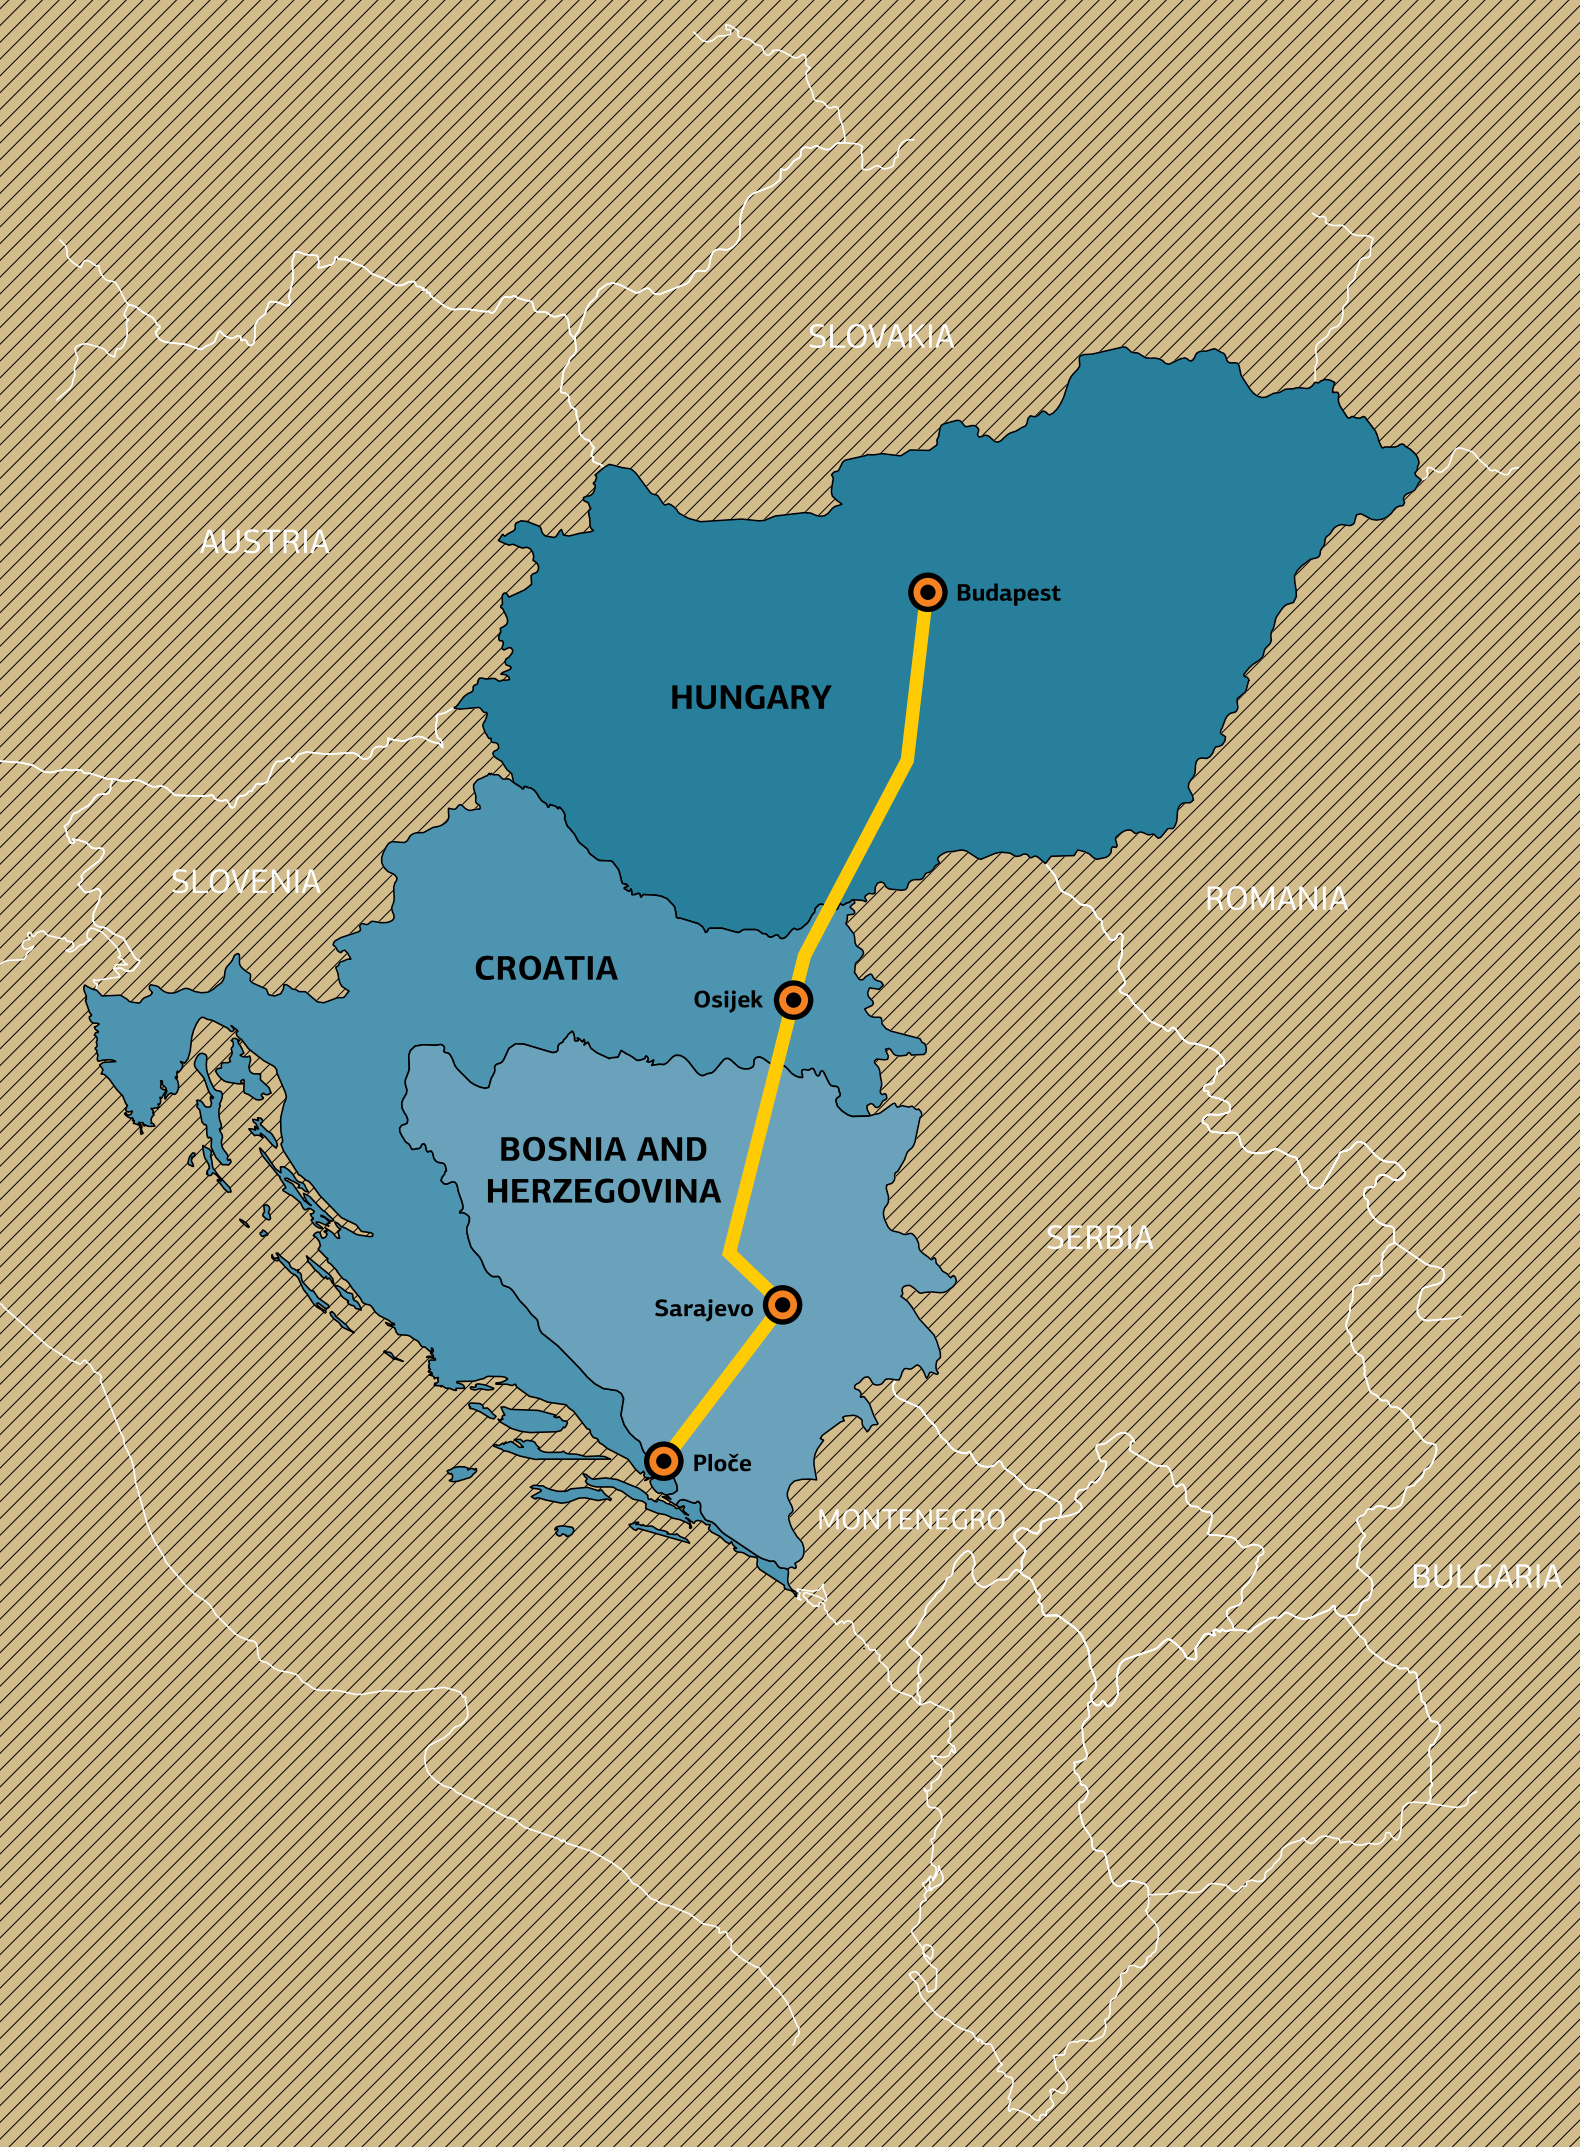 SLOVAKIA
AUSTRIA
Budapest
HUNGARY
SLOVENIA
ROMANIA
CROATIA
Osijek
BOSNIA AND
HERZEGOVINA
SERBIA
Sarajevo
Ploče
MONTENEGRO
BULGARIA